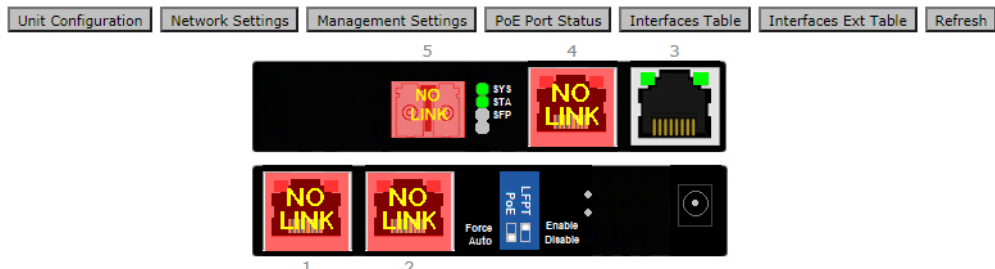 Unit Configuration Network Settings Management Settings PoE Port Status Interfaces Table Interfaces Ext Table Refresh
5 4 3
NO
LINK
SYS
STA
SFP
NO
LINK
NO
LINK
NO
LINK
PoE LFPT
Force Enable
Auto Disable
1 2